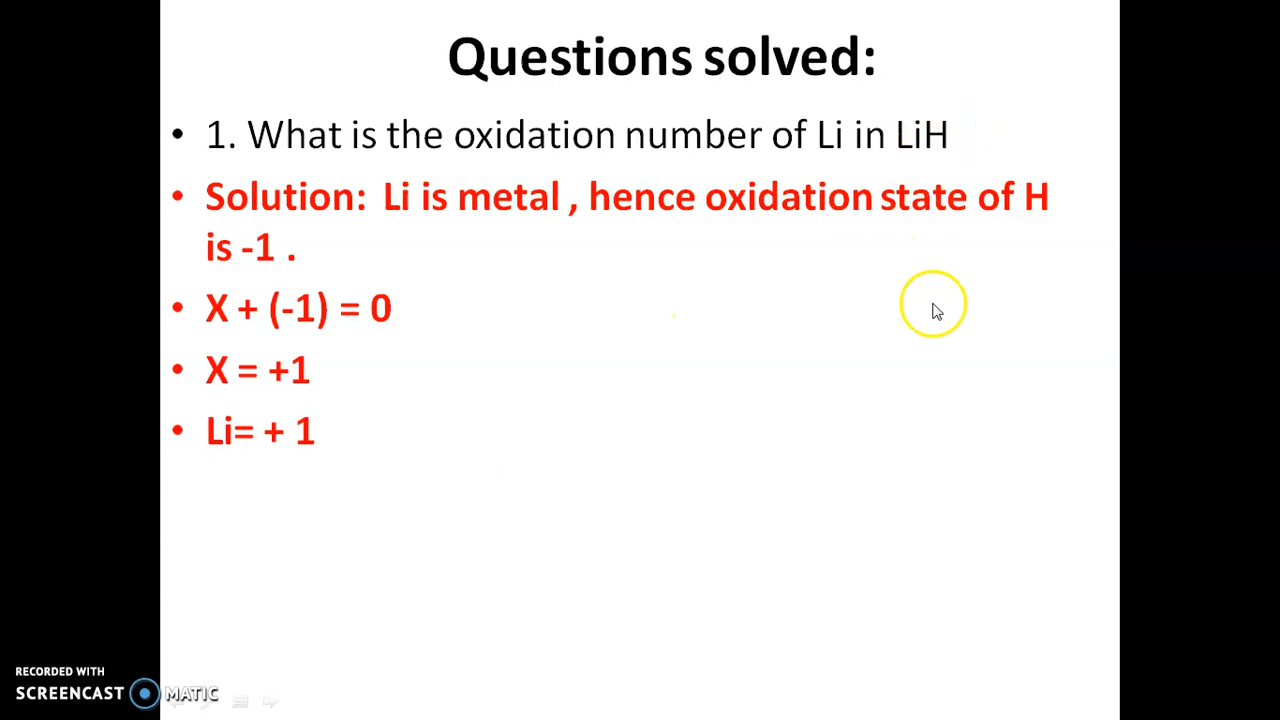 Questions solved:
• 1. What is the oxidation number of Li in LiH
• Solution: Li is metal , hence oxidation state of H
is -1 .
• X + (-1) = 0
• X = +1
• Li= + 1
RECORDED WITH
SCREENCAST MATIC